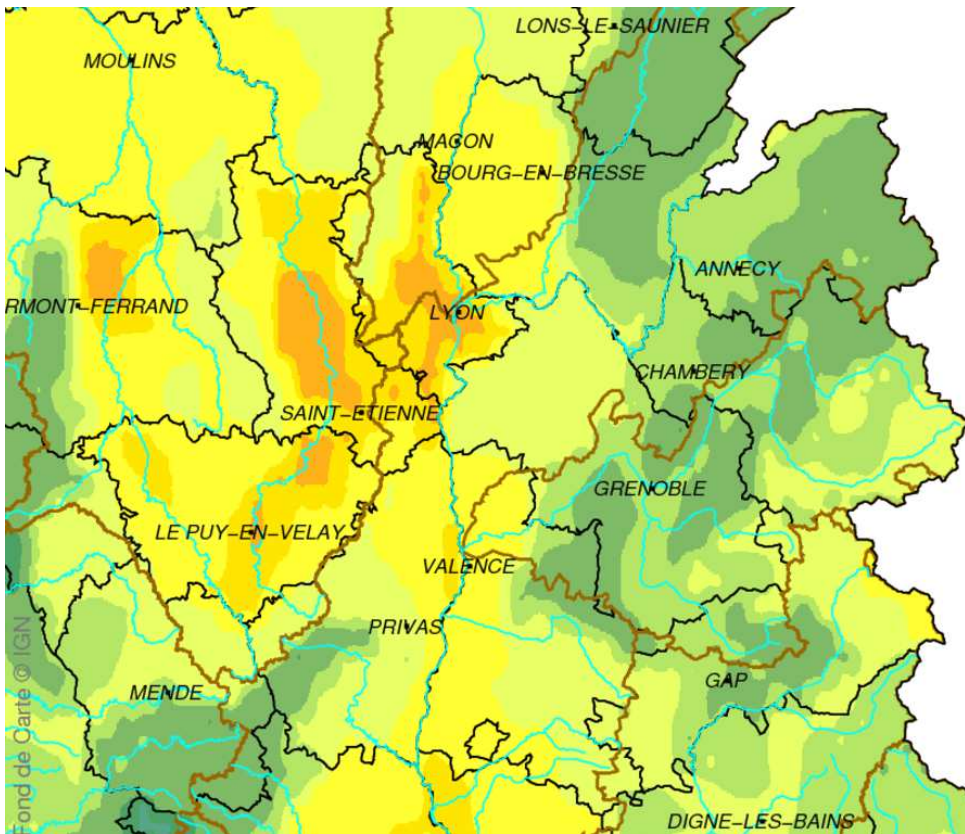 LONS-LE-SAUNIER
MOULINS
MACON
BOURG-EN-BRESSE
ANNECY
RMONT-FERRAND
LYON
CHAMBERY
SAINT-ETIENNE
GRENOBLE
LE PUY-EN-VELAY
VALENCE
PRIVAS
GAP
MENDE
DIGNE-LES-BAINS
Fond de Carte © IGN